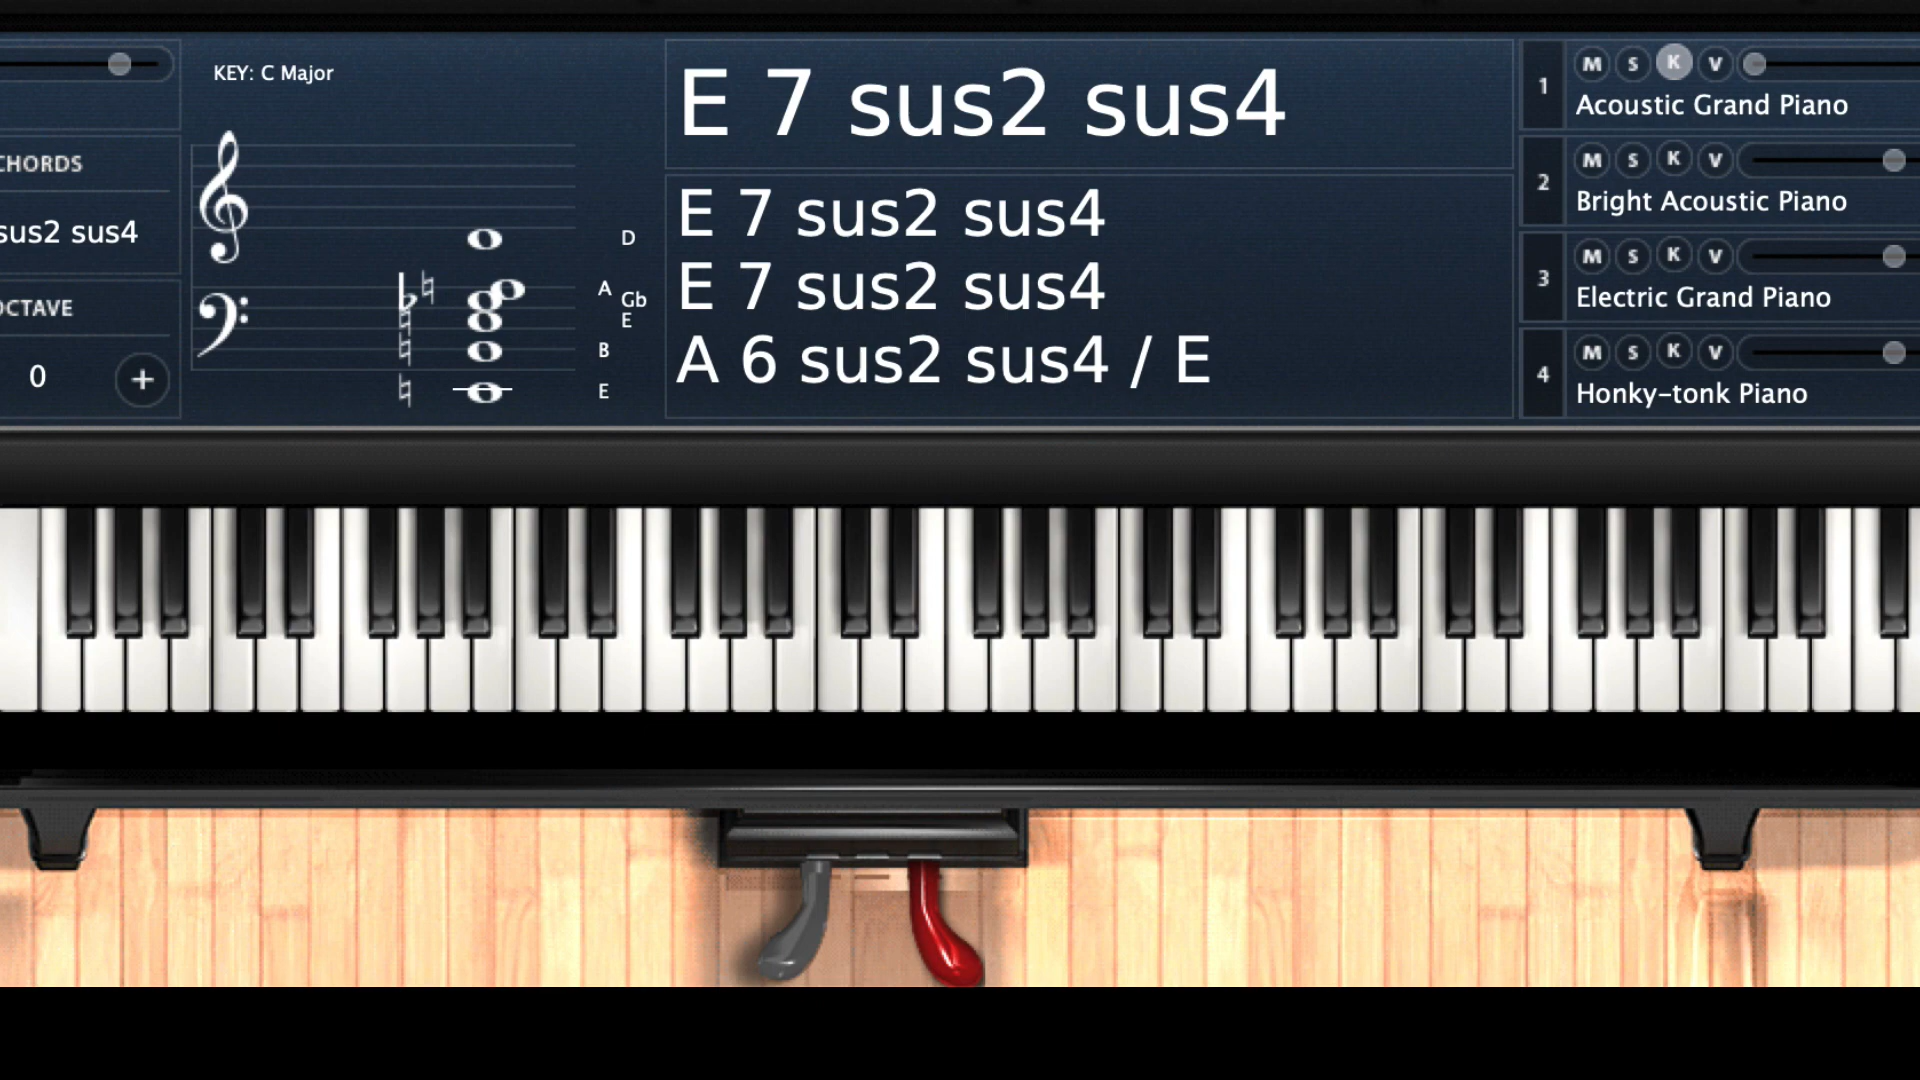 KEY: C Major
CHORDS
sus2 sus4
OCTAVE
0
+
D
A
Gb
E
B
E
E 7 sus2 sus4
E 7 sus2 sus4
E 7 sus2 sus4
A 6 sus2 sus4 / E
1
M S K V
Acoustic Grand Piano
2
M S K V
Bright Acoustic Piano
3
M S K V
Electric Grand Piano
4
M S K V
Honky-tonk Piano